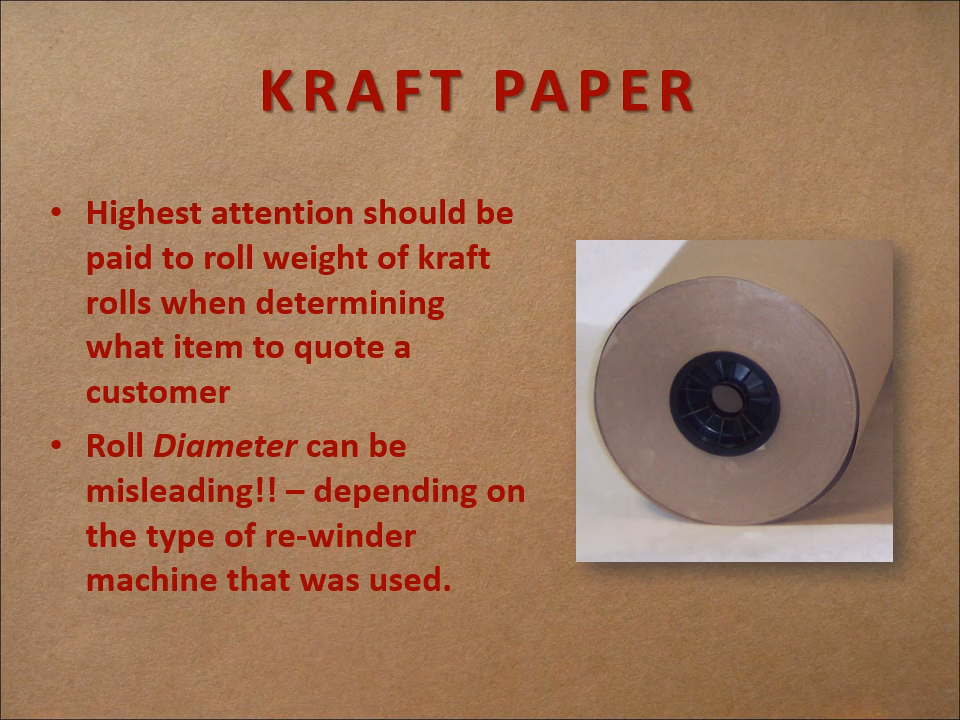 KRAFT PAPER
• Highest attention should be
paid to roll weight of kraft
rolls when determining
what item to quote a
customer
• Roll Diameter can be
misleading!! – depending on
the type of re-winder
machine that was used.